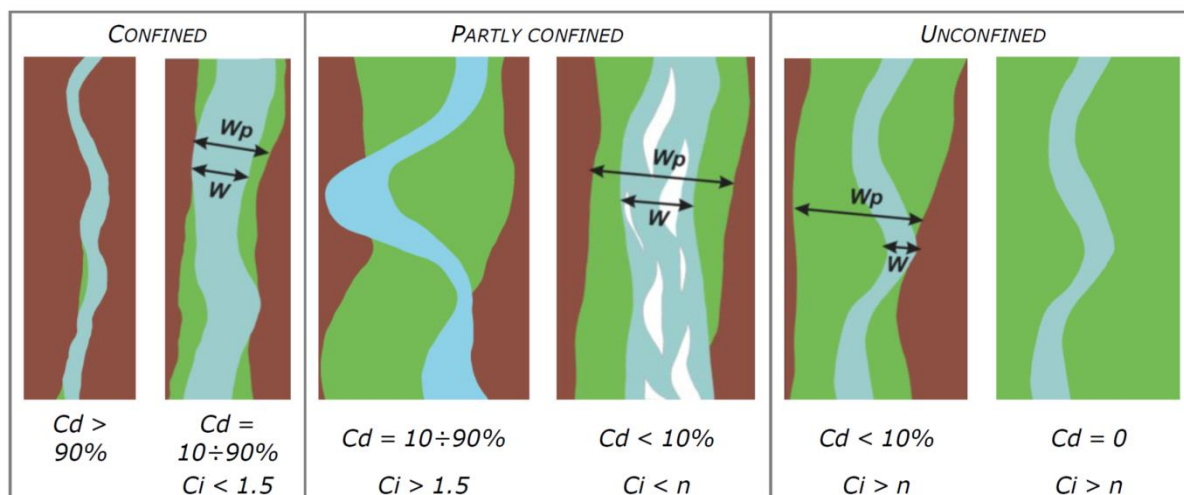 CONFINED
PARTLY CONFINED
UNCONFINED
Wp
W
Wp
W
Wp
W
Cd >
90%
Cd =
10÷90%
Ci < 1.5
Cd = 10÷90%
Ci > 1.5
Cd < 10%
Ci < n
Cd < 10%
Ci > n
Cd = 0
Ci > n